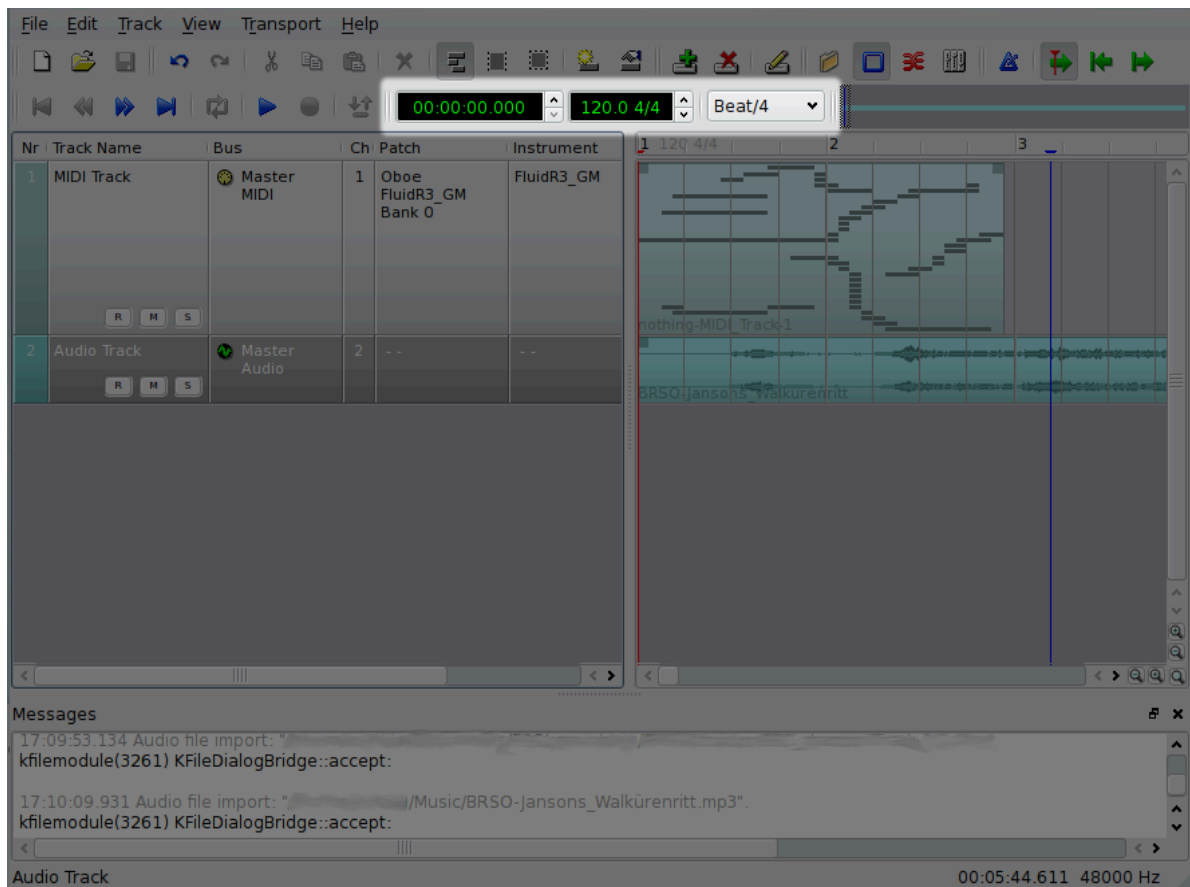 File Edit Track View Transport Help
00:00:00.000 120.0 4/4 Beat/4
Nr Track Name Bus Ch Patch Instrument
1 120 4/4 2 3
1 MIDI Track Master 1 Oboe FluidR3_GM
MIDI FluidR3_GM
Bank 0
R M S
nothing-MIDI_Track-1
2 Audio Track Master 2 - - - -
Audio
R M S
BRSO-Jansons_Walkürenritt
Messages
17:09:53.134 Audio file import: "
kfilemodule(3261) KFileDialogBridge::accept:
17:10:09.931 Audio file import: "/Music/BRSO-Jansons_Walkürenritt.mp3".
kfilemodule(3261) KFileDialogBridge::accept:
Audio Track 00:05:44.611 48000 Hz